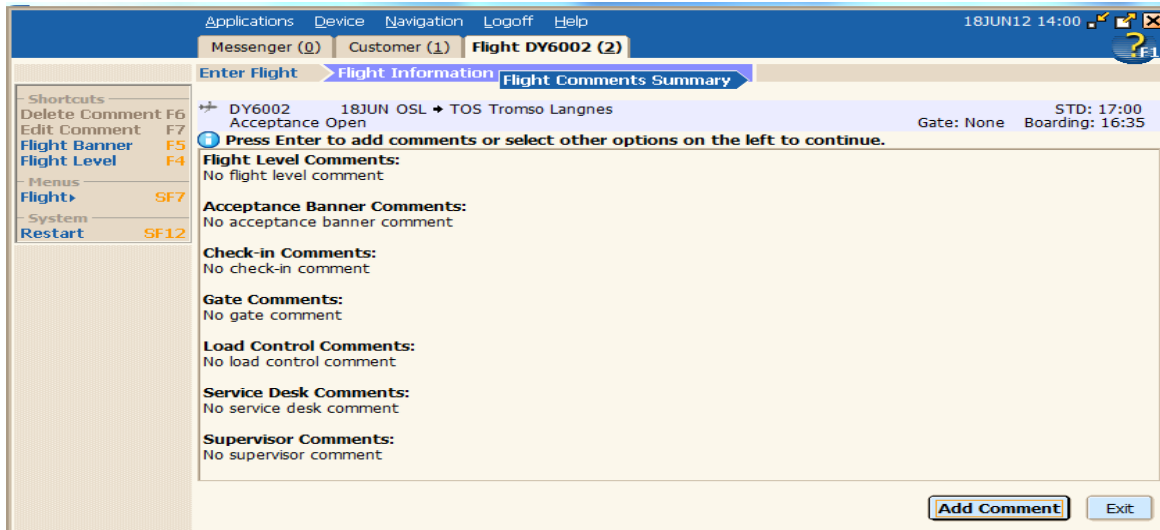 Applications Device Navigation Logoff Help 18JUN12 14:00
Messenger (0) Customer (1) Flight DY6002 (2) ? F1
Enter Flight Flight Information Flight Comments Summary
Shortcuts
Delete Comment F6
Edit Comment F7
Flight Banner F5
Flight Level F4
Menus
Flight SF7
System
Restart SF12
DY6002 18JUN OSL → TOS Tromso Langnes STD: 17:00
Acceptance Open Gate: None Boarding: 16:35
Press Enter to add comments or select other options on the left to continue.
Flight Level Comments:
No flight level comment
Acceptance Banner Comments:
No acceptance banner comment
Check-in Comments:
No check-in comment
Gate Comments:
No gate comment
Load Control Comments:
No load control comment
Service Desk Comments:
No service desk comment
Supervisor Comments:
No supervisor comment
Add Comment Exit